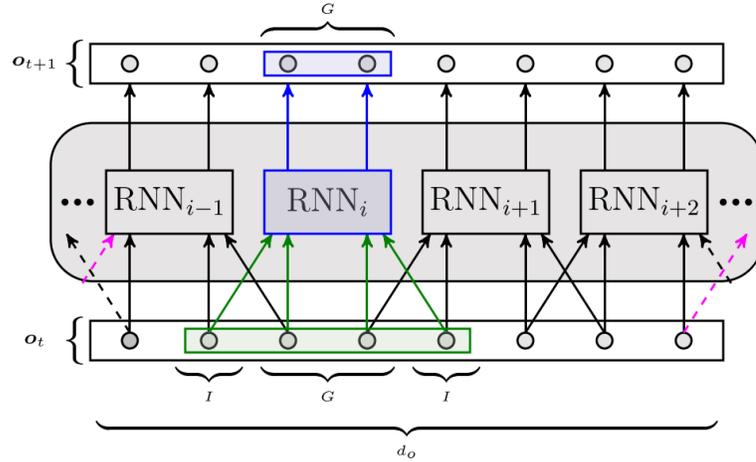 G
o_{t+1}
RNN_{i-1} RNN_i RNN_{i+1} RNN_{i+2}
o_t
I G I
d_o